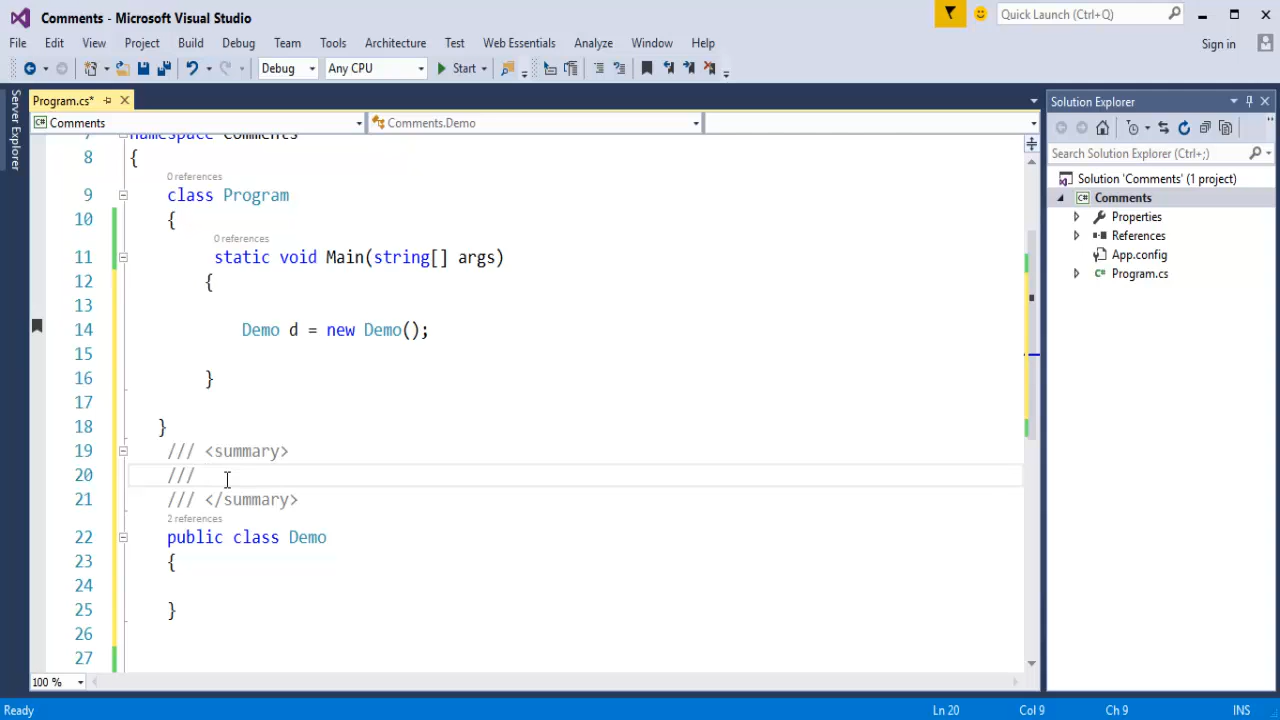 Comments - Microsoft Visual Studio
Quick Launch (Ctrl+Q)
File Edit View Project Build Debug Team Tools Architecture Test Web Essentials Analyze Window Help
Sign in
Debug Any CPU Start
Server Explorer
Program.cs*
Comments Comments.Demo
7 namespace Comments
8 {
0 references
9 class Program
10 {
0 references
11 static void Main(string[] args)
12 {
13
14 Demo d = new Demo();
15
16 }
17
18 }
19 /// <summary>
20 ///
21 /// </summary>
2 references
22 public class Demo
23 {
24
25 }
26
27
100 %
Solution Explorer
Search Solution Explorer (Ctrl+;)
Solution 'Comments' (1 project)
C# Comments
Properties
References
App.config
C# Program.cs
Ready Ln 20 Col 9 Ch 9 INS